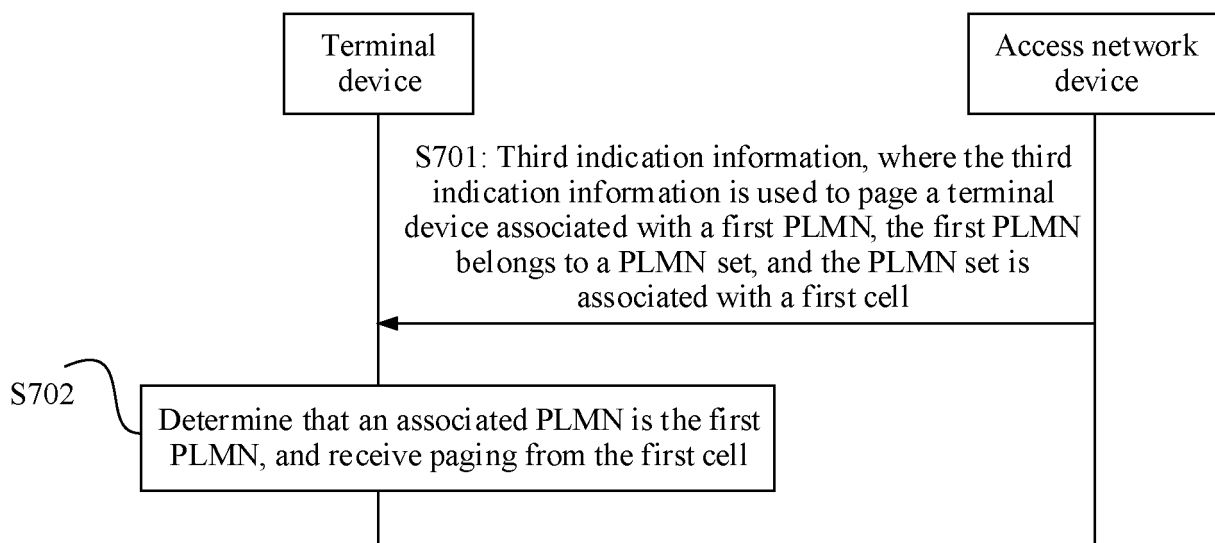 Terminal
device
Access network
device
S701: Third indication information, where the third
indication information is used to page a terminal
device associated with a first PLMN, the first PLMN
belongs to a PLMN set, and the PLMN set is
associated with a first cell
S702
Determine that an associated PLMN is the first
PLMN, and receive paging from the first cell